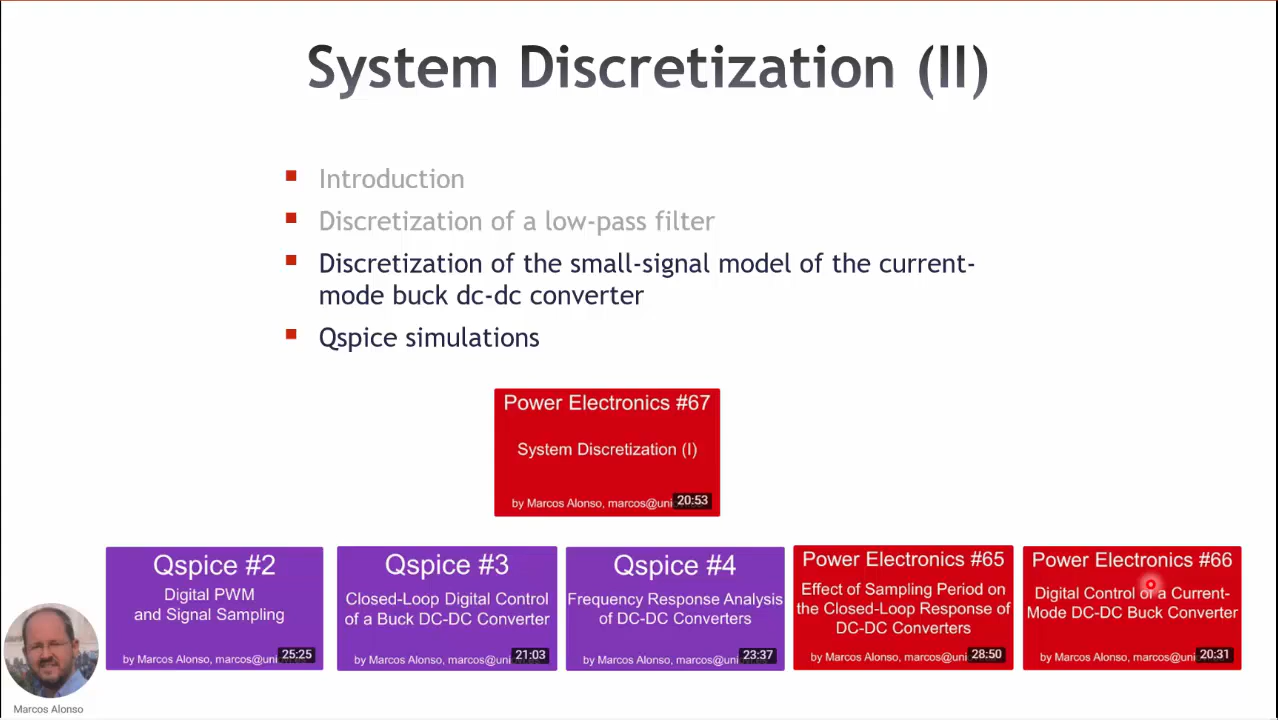 System Discretization (II)
Introduction
Discretization of a low-pass filter
Discretization of the small-signal model of the current-
mode buck dc-dc converter
Qspice simulations
Power Electronics #67
System Discretization (I)
by Marcos Alonso, marcos@uni
20:53
Qspice #2
Digital PWM
and Signal Sampling
by Marcos Alonso, marcos@uni
25:25
Qspice #3
Closed-Loop Digital Control
of a Buck DC-DC Converter
by Marcos Alonso, marcos@uni
21:03
Qspice #4
Frequency Response Analysis
of DC-DC Converters
by Marcos Alonso, marcos@uni
23:37
Power Electronics #65
Effect of Sampling Period on
the Closed-Loop Response of
DC-DC Converters
by Marcos Alonso, marcos@uni
28:50
Power Electronics #66
Digital Control of a Current-
Mode DC-DC Buck Converter
by Marcos Alonso, marcos@uni
20:31
Marcos Alonso